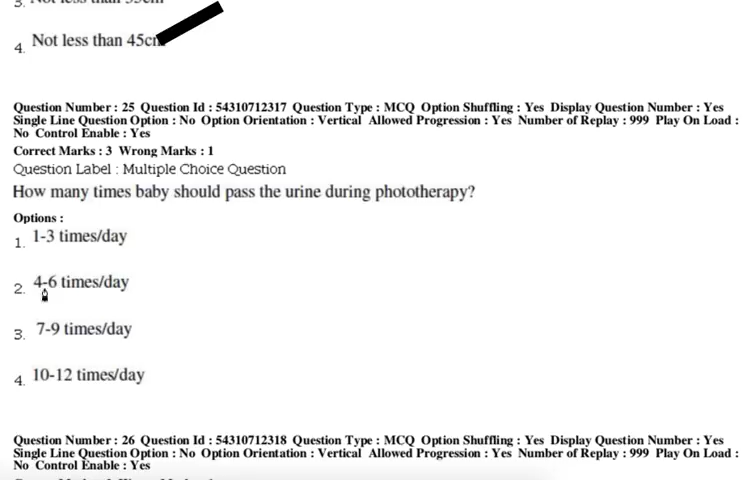 3. Not less than 35cm
4. Not less than 45cm
Question Number : 25 Question Id : 54310712317 Question Type : MCQ Option Shuffling : Yes Display Question Number : Yes
Single Line Question Option : No Option Orientation : Vertical Allowed Progression : Yes Number of Replay : 999 Play On Load :
No Control Enable : Yes
Correct Marks : 3 Wrong Marks : 1
Question Label : Multiple Choice Question
How many times baby should pass the urine during phototherapy?
Options :
1. 1-3 times/day
2. 4-6 times/day
3. 7-9 times/day
4. 10-12 times/day
Question Number : 26 Question Id : 54310712318 Question Type : MCQ Option Shuffling : Yes Display Question Number : Yes
Single Line Question Option : No Option Orientation : Vertical Allowed Progression : Yes Number of Replay : 999 Play On Load :
No Control Enable : Yes